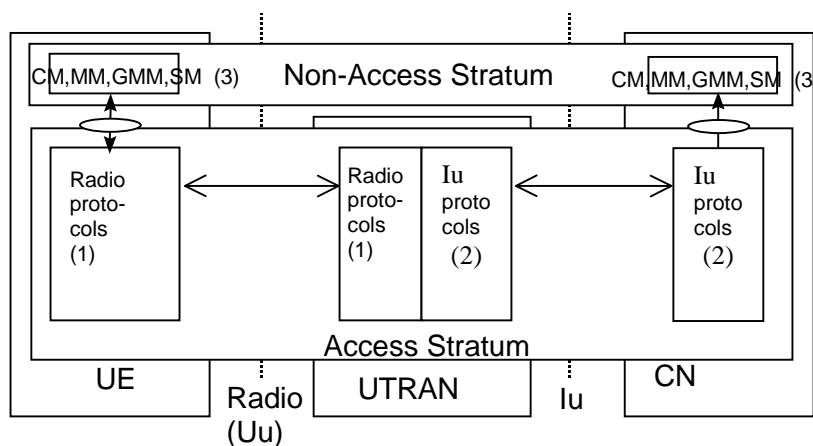 CM,MM,GMM,SM (3)
Non-Access Stratum
CM,MM,GMM,SM (3
Radio
proto-
cols
(1)
Radio
proto-
cols
(1)
Iu
proto
cols
(2)
Iu
proto
cols
(2)
Access Stratum
UE
Radio
(Uu)
UTRAN
Iu
CN